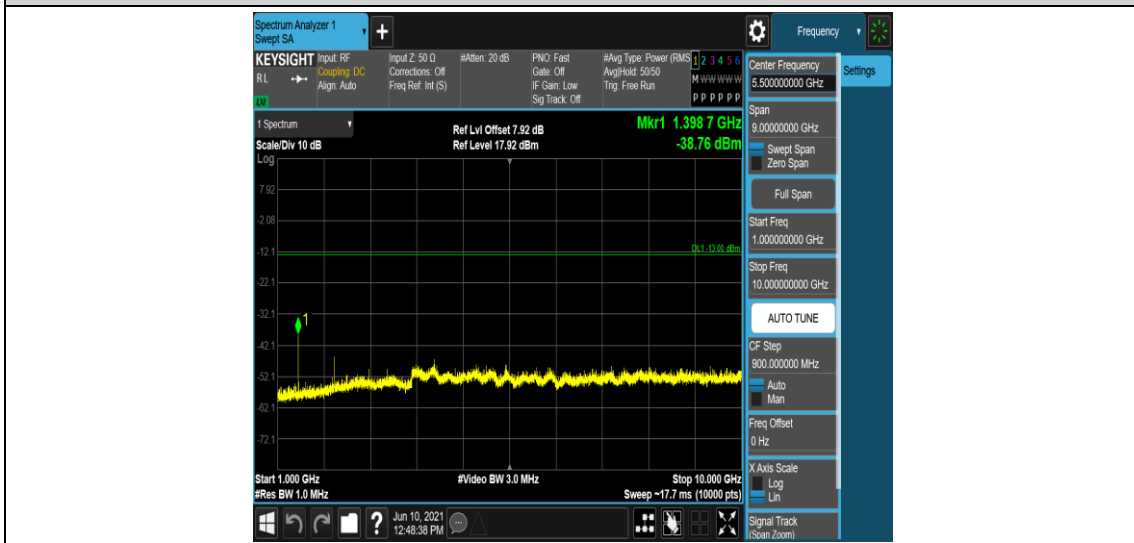 Spectrum Analyzer 1
Swept SA
+
Frequency
KEYSIGHT
RL
LXI
Input: RF
Coupling: DC
Align: Auto
Input Z: 50 Ω
Corrections: Off
Freq Ref: Int (S)
#Atten: 20 dB
PNO: Fast
Gate: Off
IF Gain: Low
Sig Track: Off
#Avg Type: Power (RMS
Avg|Hold: 50/50
Trig: Free Run
1 2 3 4 5 6
M W W W W W
P P P P P P
1 Spectrum
Scale/Div 10 dB
Log
Ref Lvl Offset 7.92 dB
Ref Level 17.92 dBm
Mkr1 1.398 7 GHz
-38.76 dBm
7.92
-2.08
-12.1
DL1 -13.00 dBm
-22.1
-32.1
1
-42.1
-52.1
-62.1
-72.1
Start 1.000 GHz
#Res BW 1.0 MHz
#Video BW 3.0 MHz
Stop 10.000 GHz
Sweep ~17.7 ms (10000 pts)
?
Jun 10, 2021
12:48:38 PM
Center Frequency
5.500000000 GHz
Settings
Span
9.00000000 GHz
Swept Span
Zero Span
Full Span
Start Freq
1.000000000 GHz
Stop Freq
10.000000000 GHz
AUTO TUNE
CF Step
900.000000 MHz
Auto
Man
Freq Offset
0 Hz
X Axis Scale
Log
Lin
Signal Track
(Span Zoom)